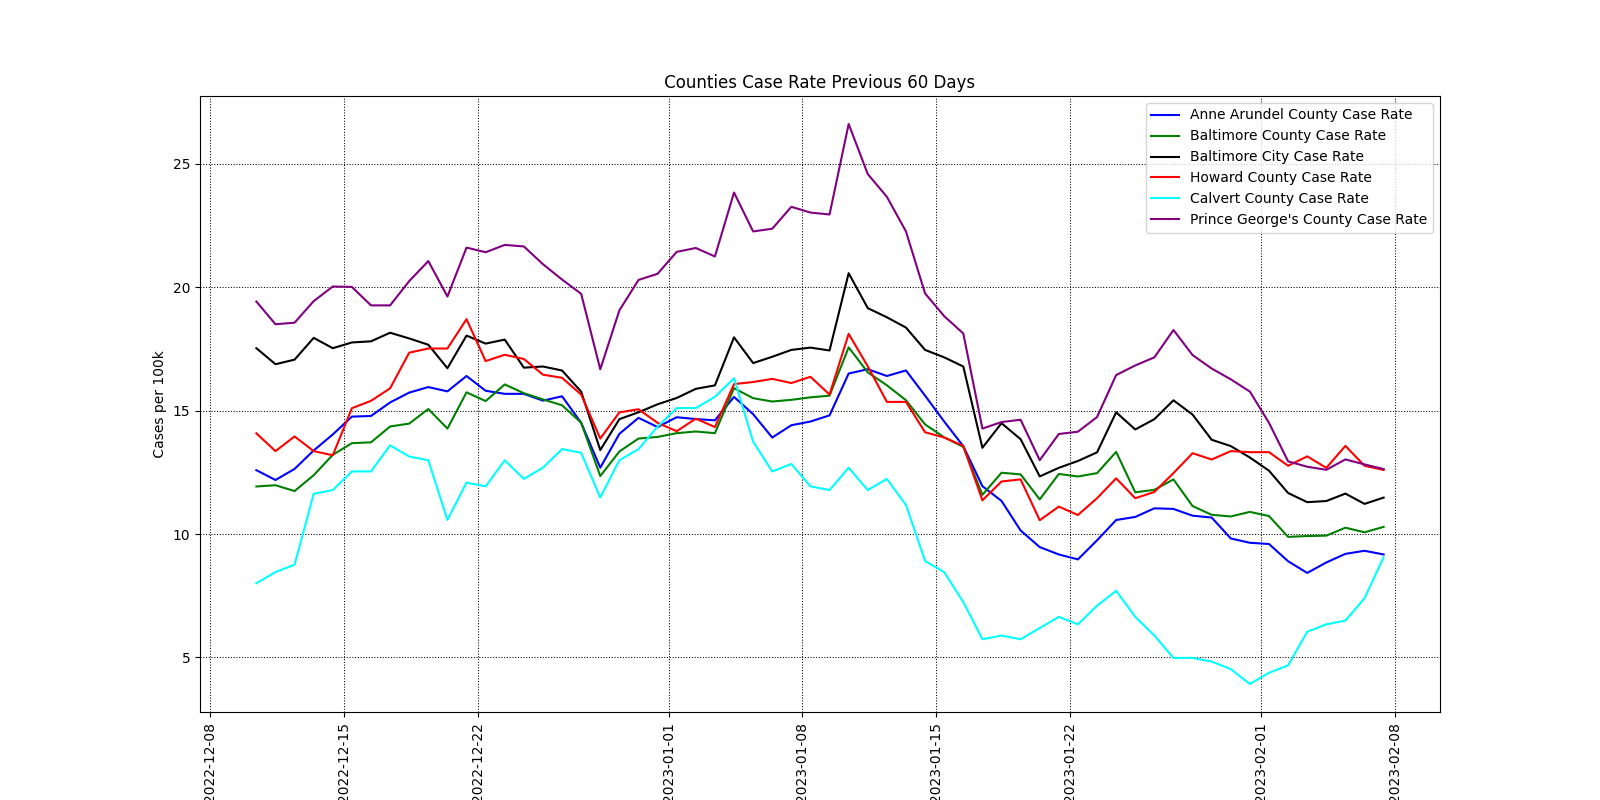 Counties Case Rate Previous 60 Days
Cases per 100k
25
20
15
10
5
Anne Arundel County Case Rate
Baltimore County Case Rate
Baltimore City Case Rate
Howard County Case Rate
Calvert County Case Rate
Prince George's County Case Rate
2022-12-08
2022-12-15
2022-12-22
2023-01-01
2023-01-08
2023-01-15
2023-01-22
2023-02-01
2023-02-08